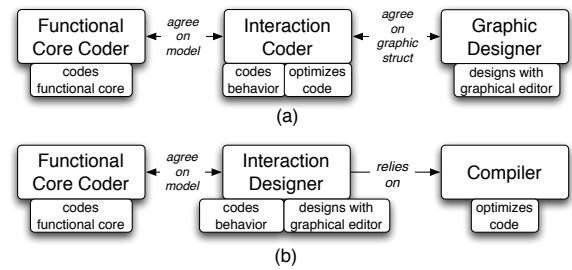 Functional
Core Coder
agree
on
model
Interaction
Coder
agree
on
graphic
struct
Graphic
Designer
codes
functional core
codes
behavior
optimizes
code
designs with
graphical editor
(a)
Functional
Core Coder
agree
on
model
Interaction
Designer
relies
on
Compiler
codes
functional core
codes
behavior
designs with
graphical editor
optimizes
code
(b)